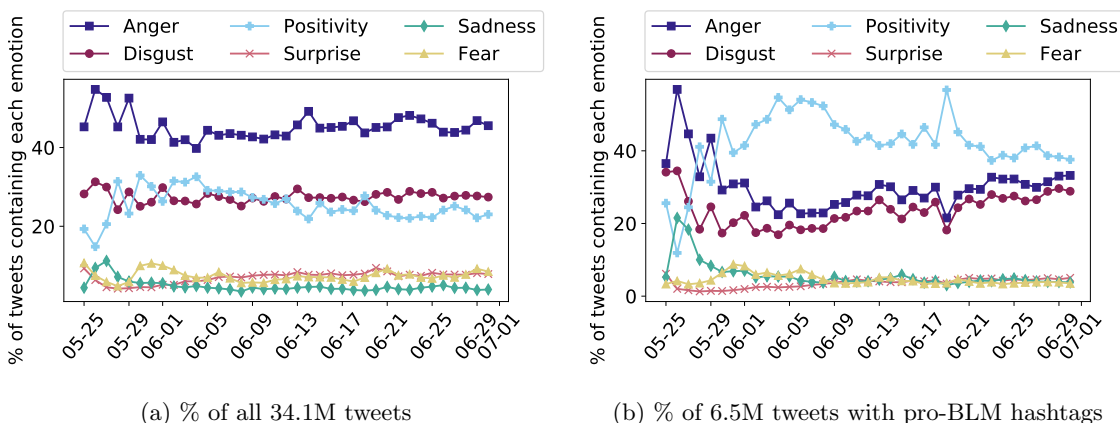 Anger Positivity Sadness
Disgust Surprise Fear
% of tweets containing each emotion
40
20
05-25 05-29 06-01 06-05 06-09 06-13 06-17 06-21 06-25 06-29 07-01
(a) % of all 34.1M tweets
Anger Positivity Sadness
Disgust Surprise Fear
% of tweets containing each emotion
40
20
0
05-25 05-29 06-01 06-05 06-09 06-13 06-17 06-21 06-25 06-29 07-01
(b) % of 6.5M tweets with pro-BLM hashtags